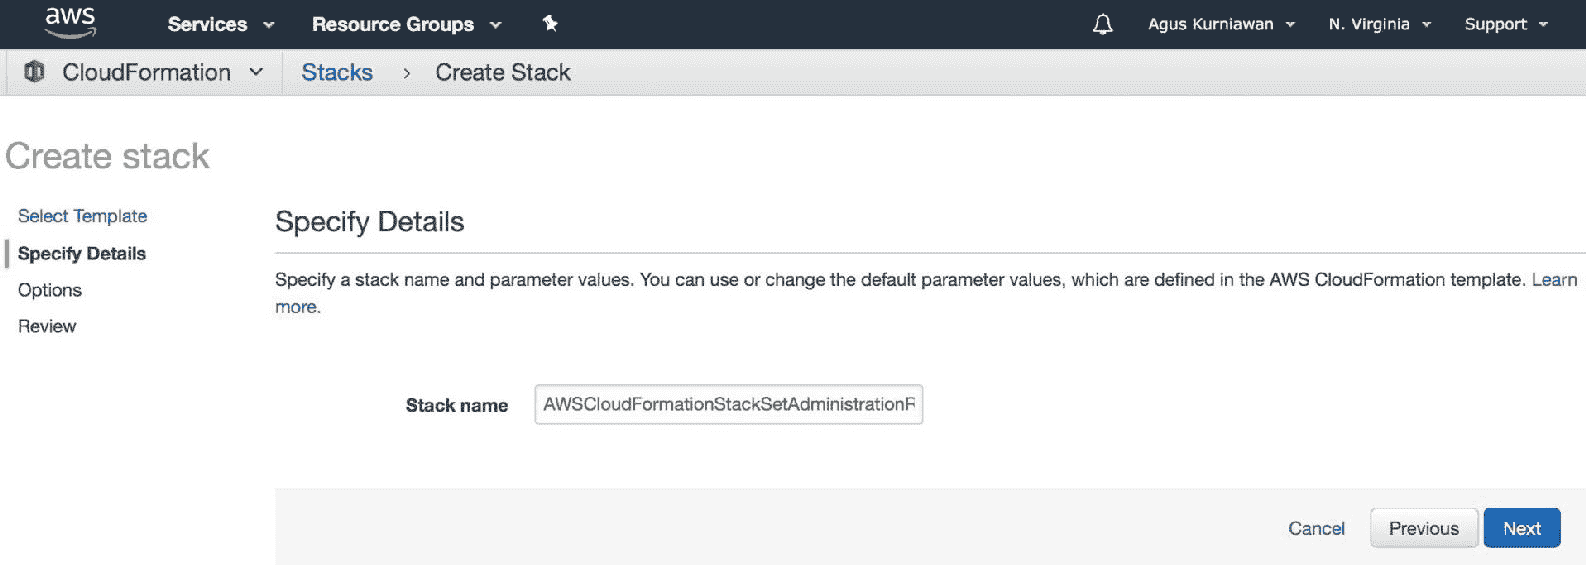 aws Services Resource Groups Agus Kurniawan N. Virginia Support
CloudFormation Stacks > Create Stack
Create stack
Select Template
Specify Details
Options
Review
Specify Details
Specify a stack name and parameter values. You can use or change the default parameter values, which are defined in the AWS CloudFormation template. Learn
more.
Stack name AWSCloudFormationStackSetAdministrationR
Cancel Previous Next